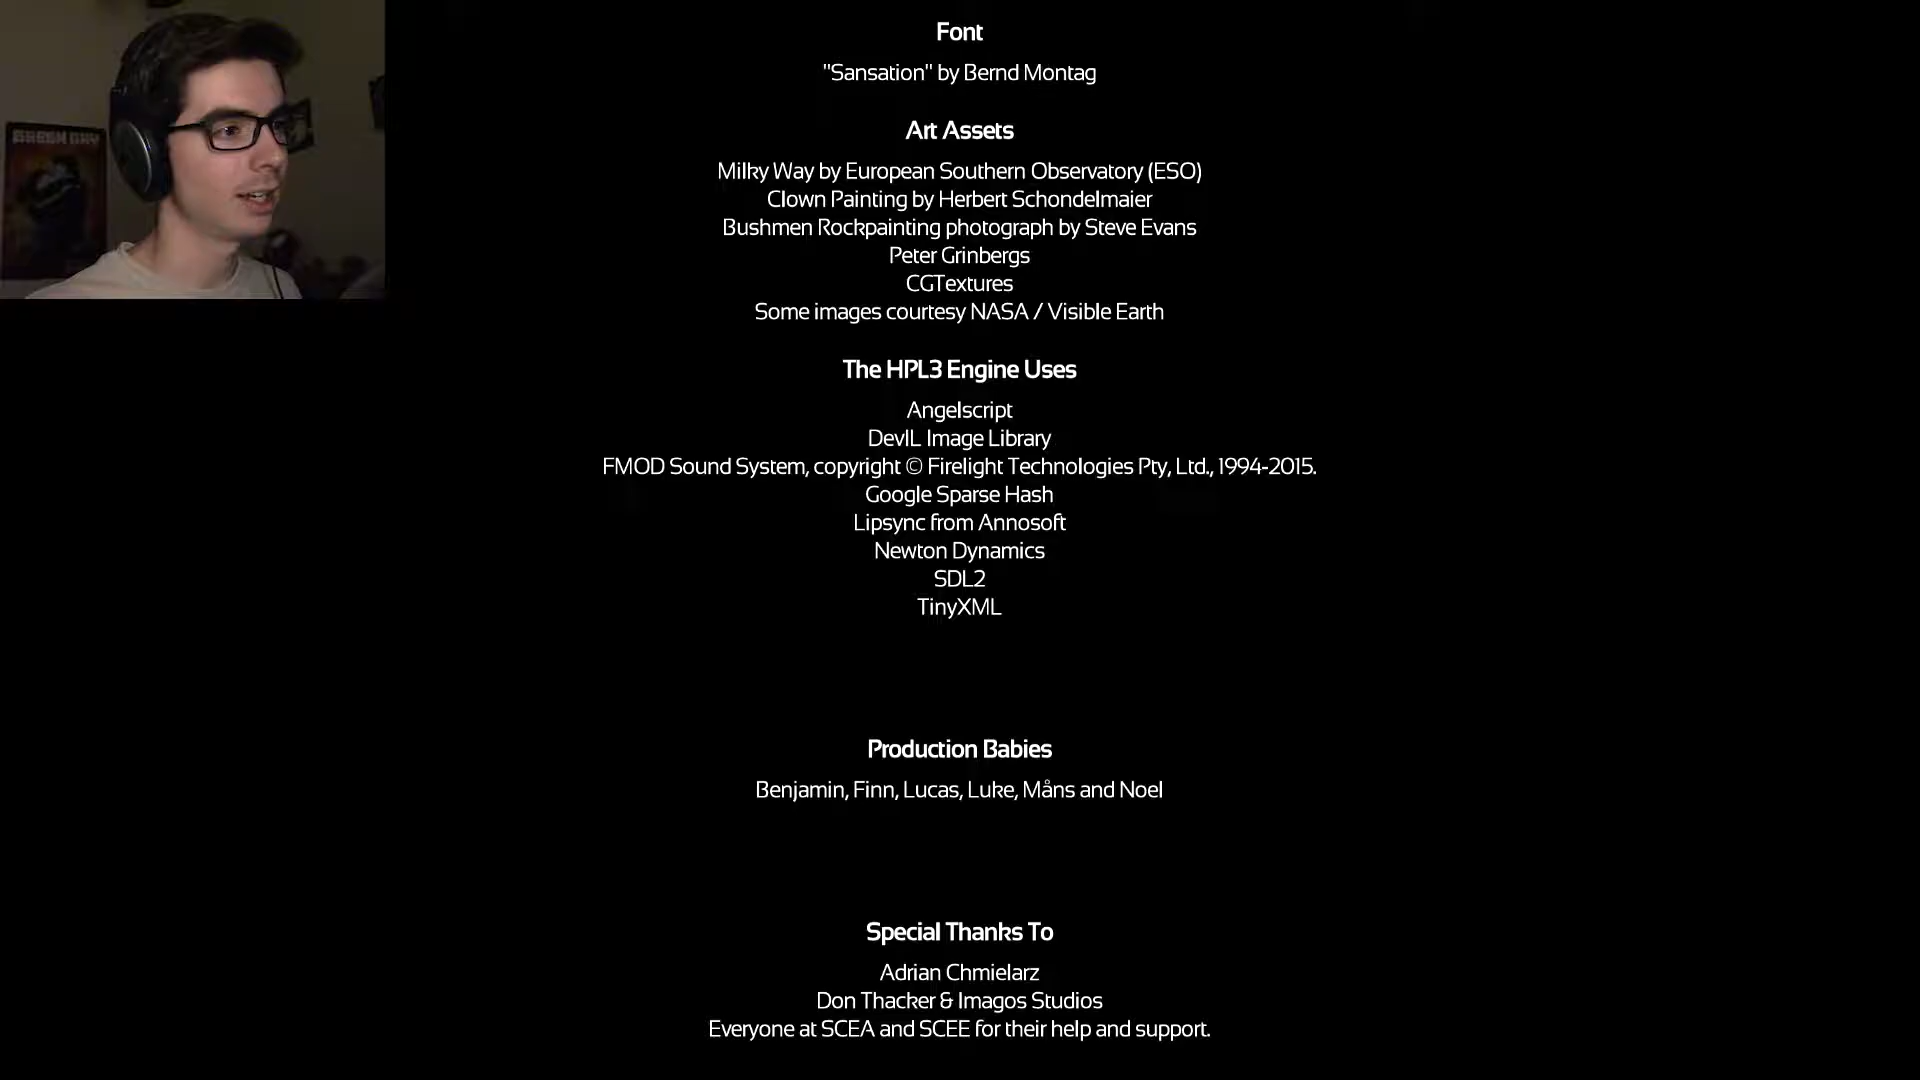 GREEN DAY
Font
"Sansation" by Bernd Montag
Art Assets
Milky Way by European Southern Observatory (ESO)
Clown Painting by Herbert Schondelmaier
Bushmen Rockpainting photograph by Steve Evans
Peter Grinbergs
CGTextures
Some images courtesy NASA / Visible Earth
The HPL3 Engine Uses
Angelscript
DevIL Image Library
FMOD Sound System, copyright © Firelight Technologies Pty, Ltd., 1994-2015.
Google Sparse Hash
Lipsync from Annosoft
Newton Dynamics
SDL2
TinyXML
Production Babies
Benjamin, Finn, Lucas, Luke, Måns and Noel
Special Thanks To
Adrian Chmielarz
Don Thacker & Imagos Studios
Everyone at SCEA and SCEE for their help and support.